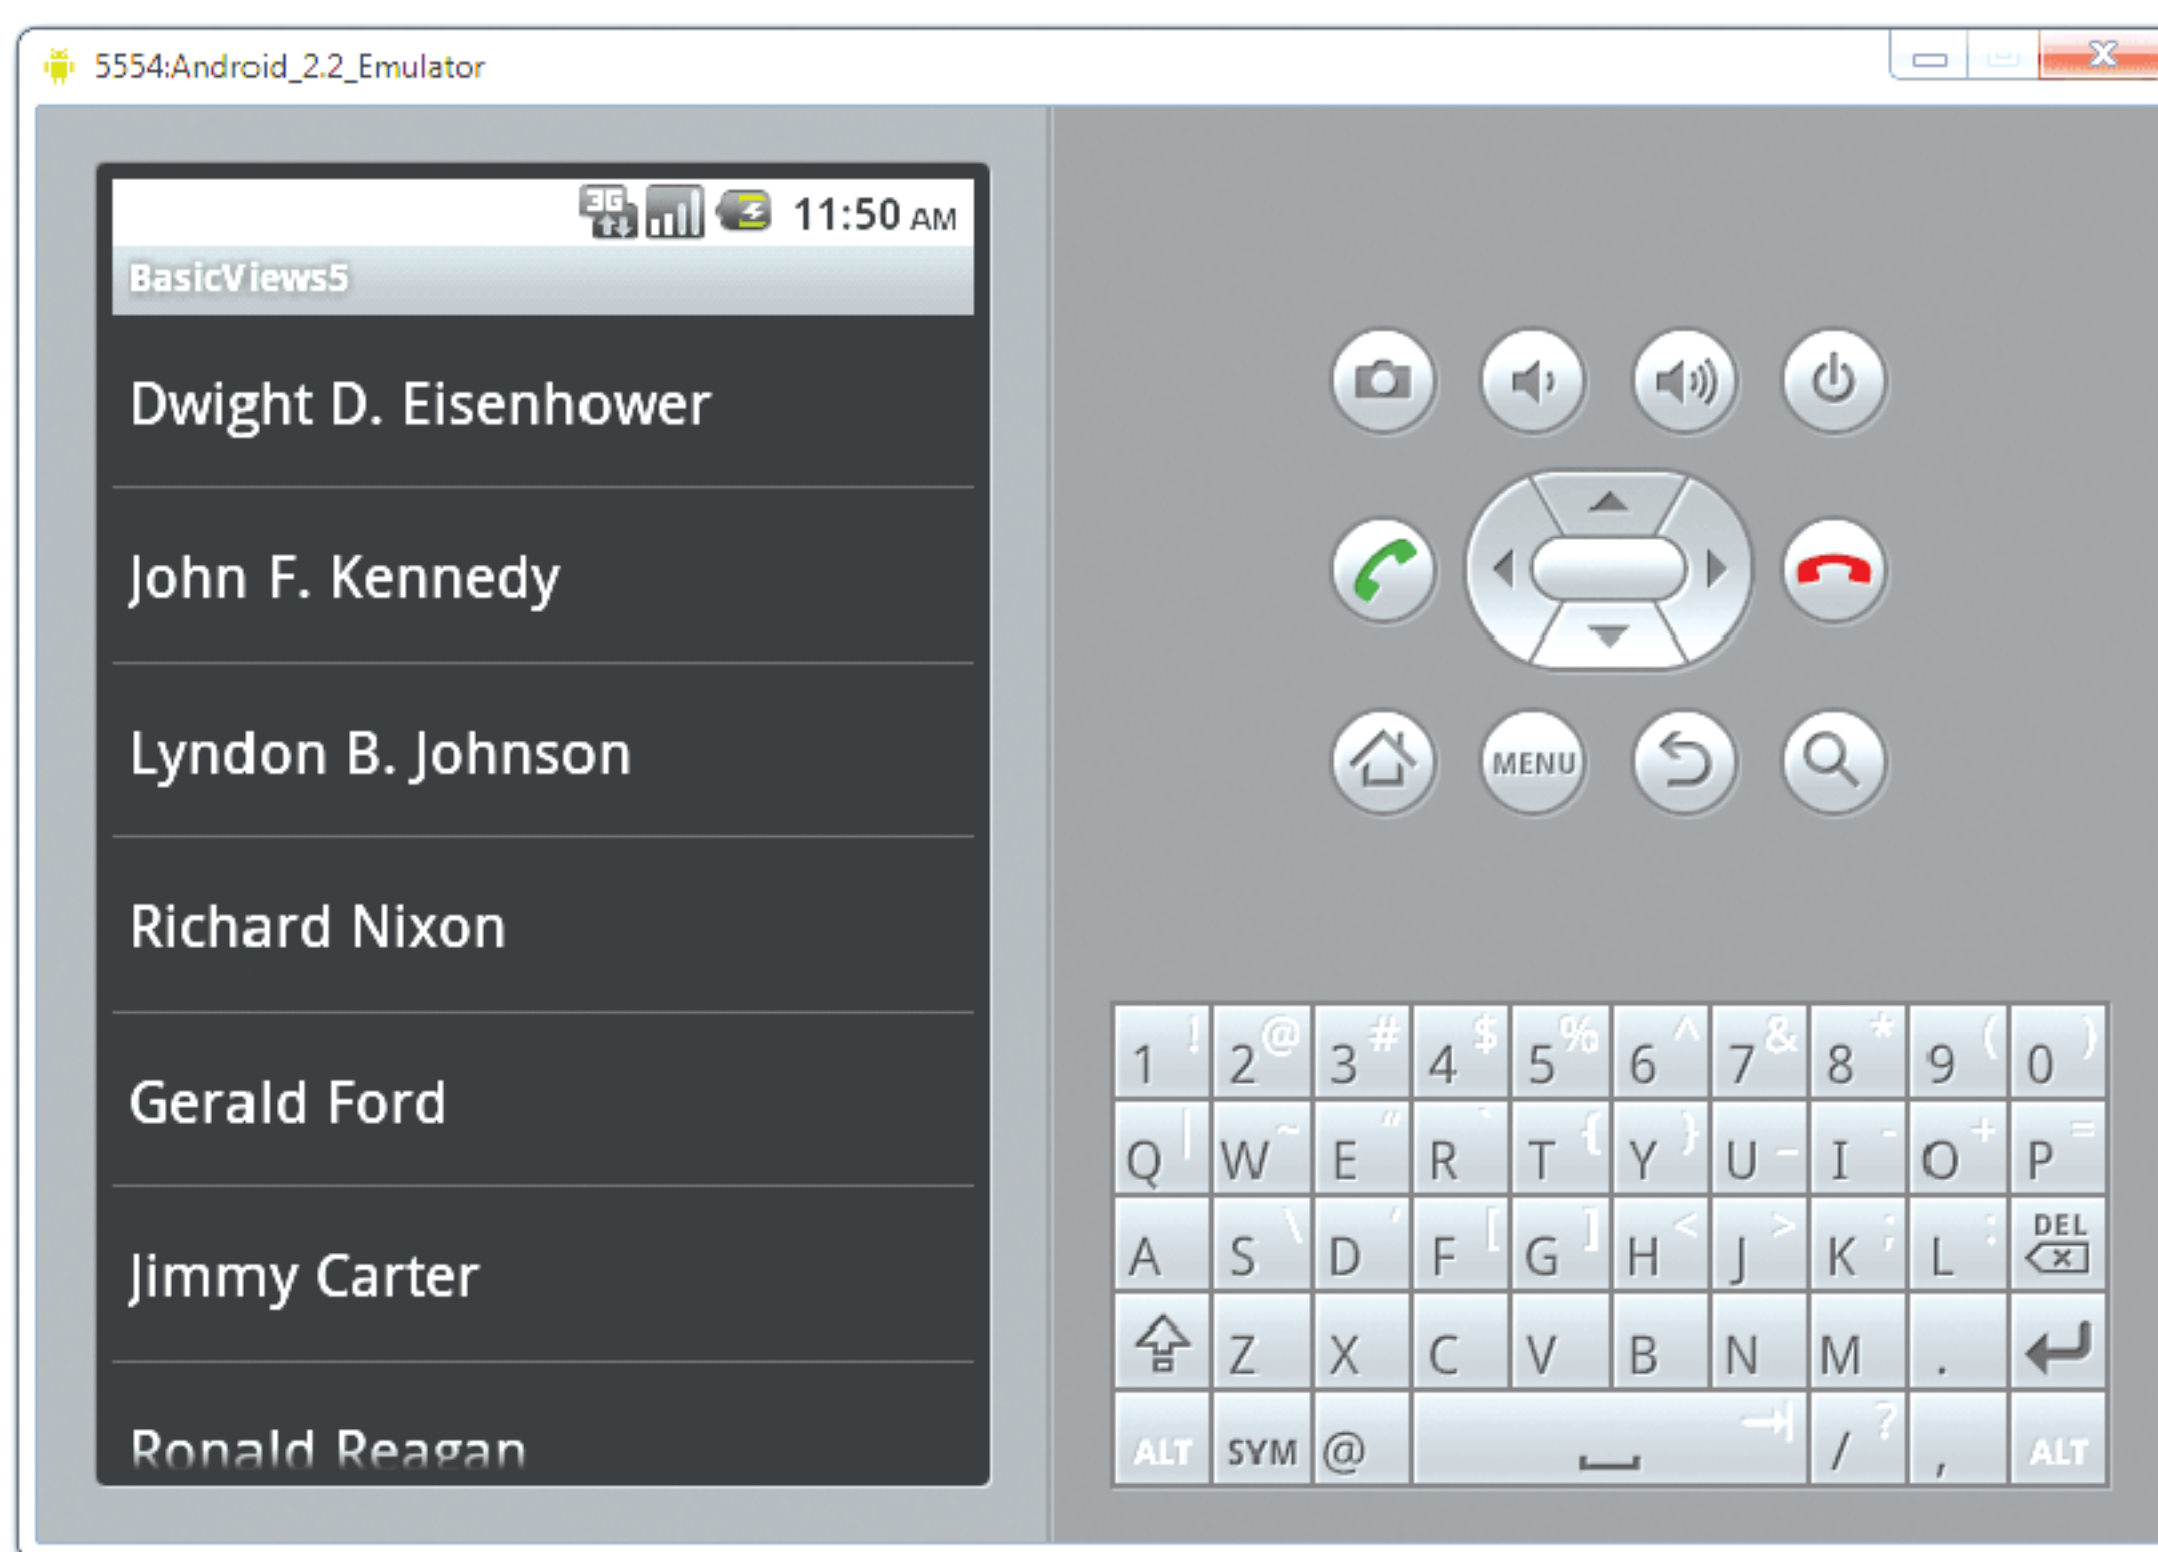 5554:Android_2.2_Emulator
3G 11:50 AM
BasicViews5
Dwight D. Eisenhower
John F. Kennedy
Lyndon B. Johnson
Richard Nixon
Gerald Ford
Jimmy Carter
Ronald Reagan
MENU
1 ! 2 @ 3 # 4 $ 5 % 6 ^ 7 & 8 * 9 ( 0 )
Q | W ~ E “ R ` T { Y } U _ I - O + P =
A S \ D ‘ F [ G ] H < J > K ; L : DEL
Z X C V B N M .
ALT SYM @ / ? , ALT